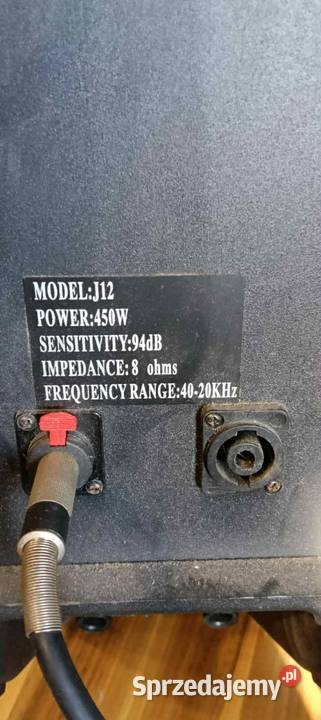 MODEL:J12
POWER:450W
SENSITIVITY:94dB
IMPEDANCE: 8 ohms
FREQUENCY RANGE:40-20KHz
Sprzedajemy.pl